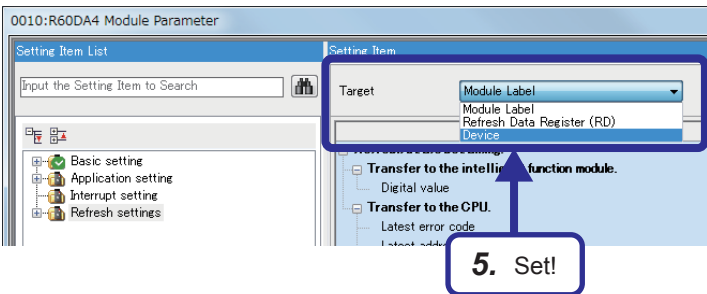 0010:R60DA4 Module Parameter
Setting Item List
Input the Setting Item to Search
Basic setting
Application setting
Interrupt setting
Refresh settings
Setting Item
Target
Module Label
Module Label
Refresh Data Register (RD)
Device
Transfer to the function module.
Digital value
Transfer to the CPU.
Latest error code
5. Set!